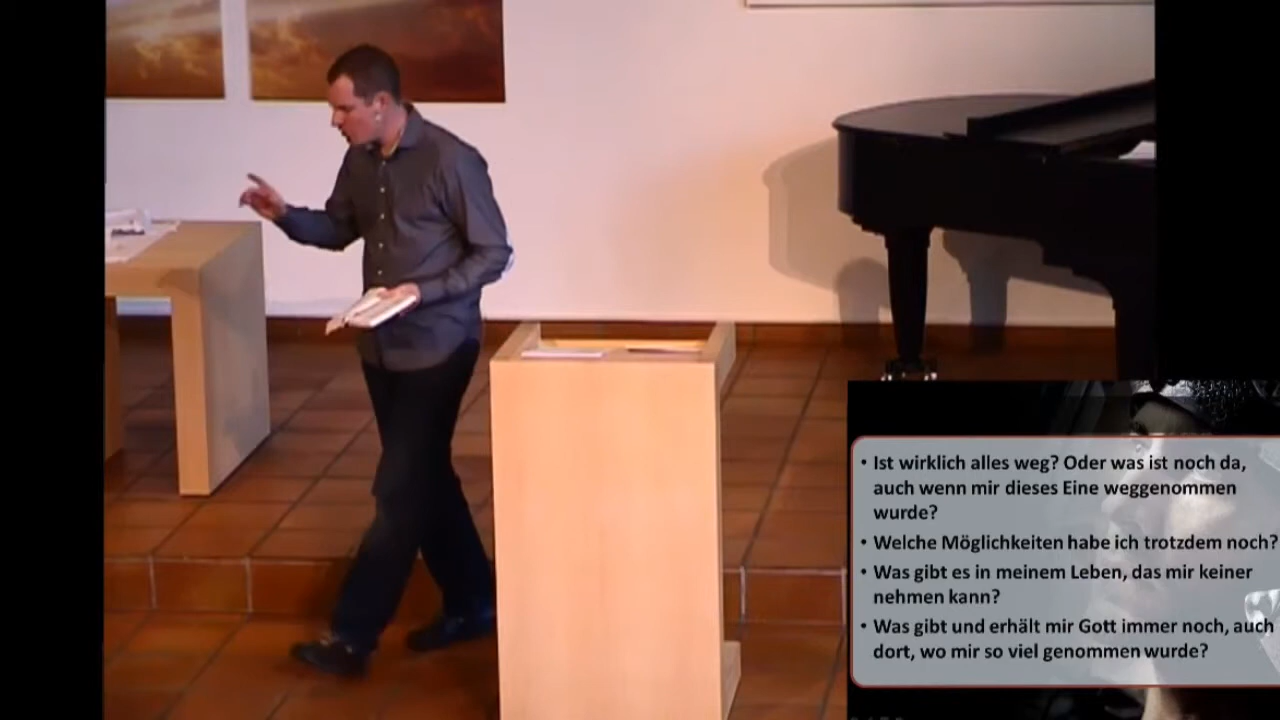 • Ist wirklich alles weg? Oder was ist noch da,
auch wenn mir dieses Eine weggenommen
wurde?
• Welche Möglichkeiten habe ich trotzdem noch?
• Was gibt es in meinem Leben, das mir keiner
nehmen kann?
• Was gibt und erhält mir Gott immer noch, auch
dort, wo mir so viel genommen wurde?